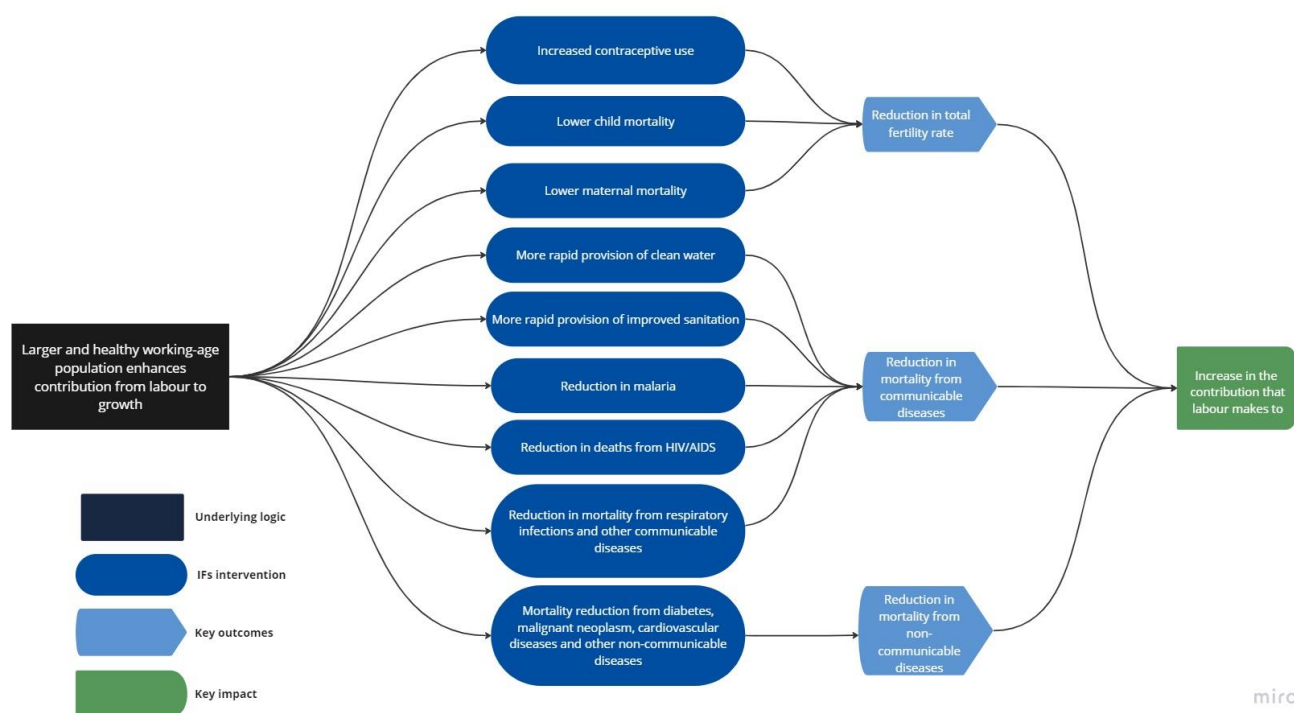 Increased contraceptive use
Lower child mortality
Lower maternal mortality
More rapid provision of clean water
More rapid provision of improved sanitation
Reduction in malaria
Reduction in deaths from HIV/AIDS
Reduction in mortality from respiratory
infections and other communicable
diseases
Mortality reduction from diabetes,
malignant neoplasm, cardiovascular
diseases and other non-communicable
diseases
Reduction in total
fertility rate
Reduction in
mortality from
communicable
diseases
Reduction in
mortality from
non-
communicable
diseases
Larger and healthy working-age
population enhances
contribution from labour to
growth
Increase in the
contribution that
labour makes to
Underlying logic
IFs intervention
Key outcomes
Key impact
miro